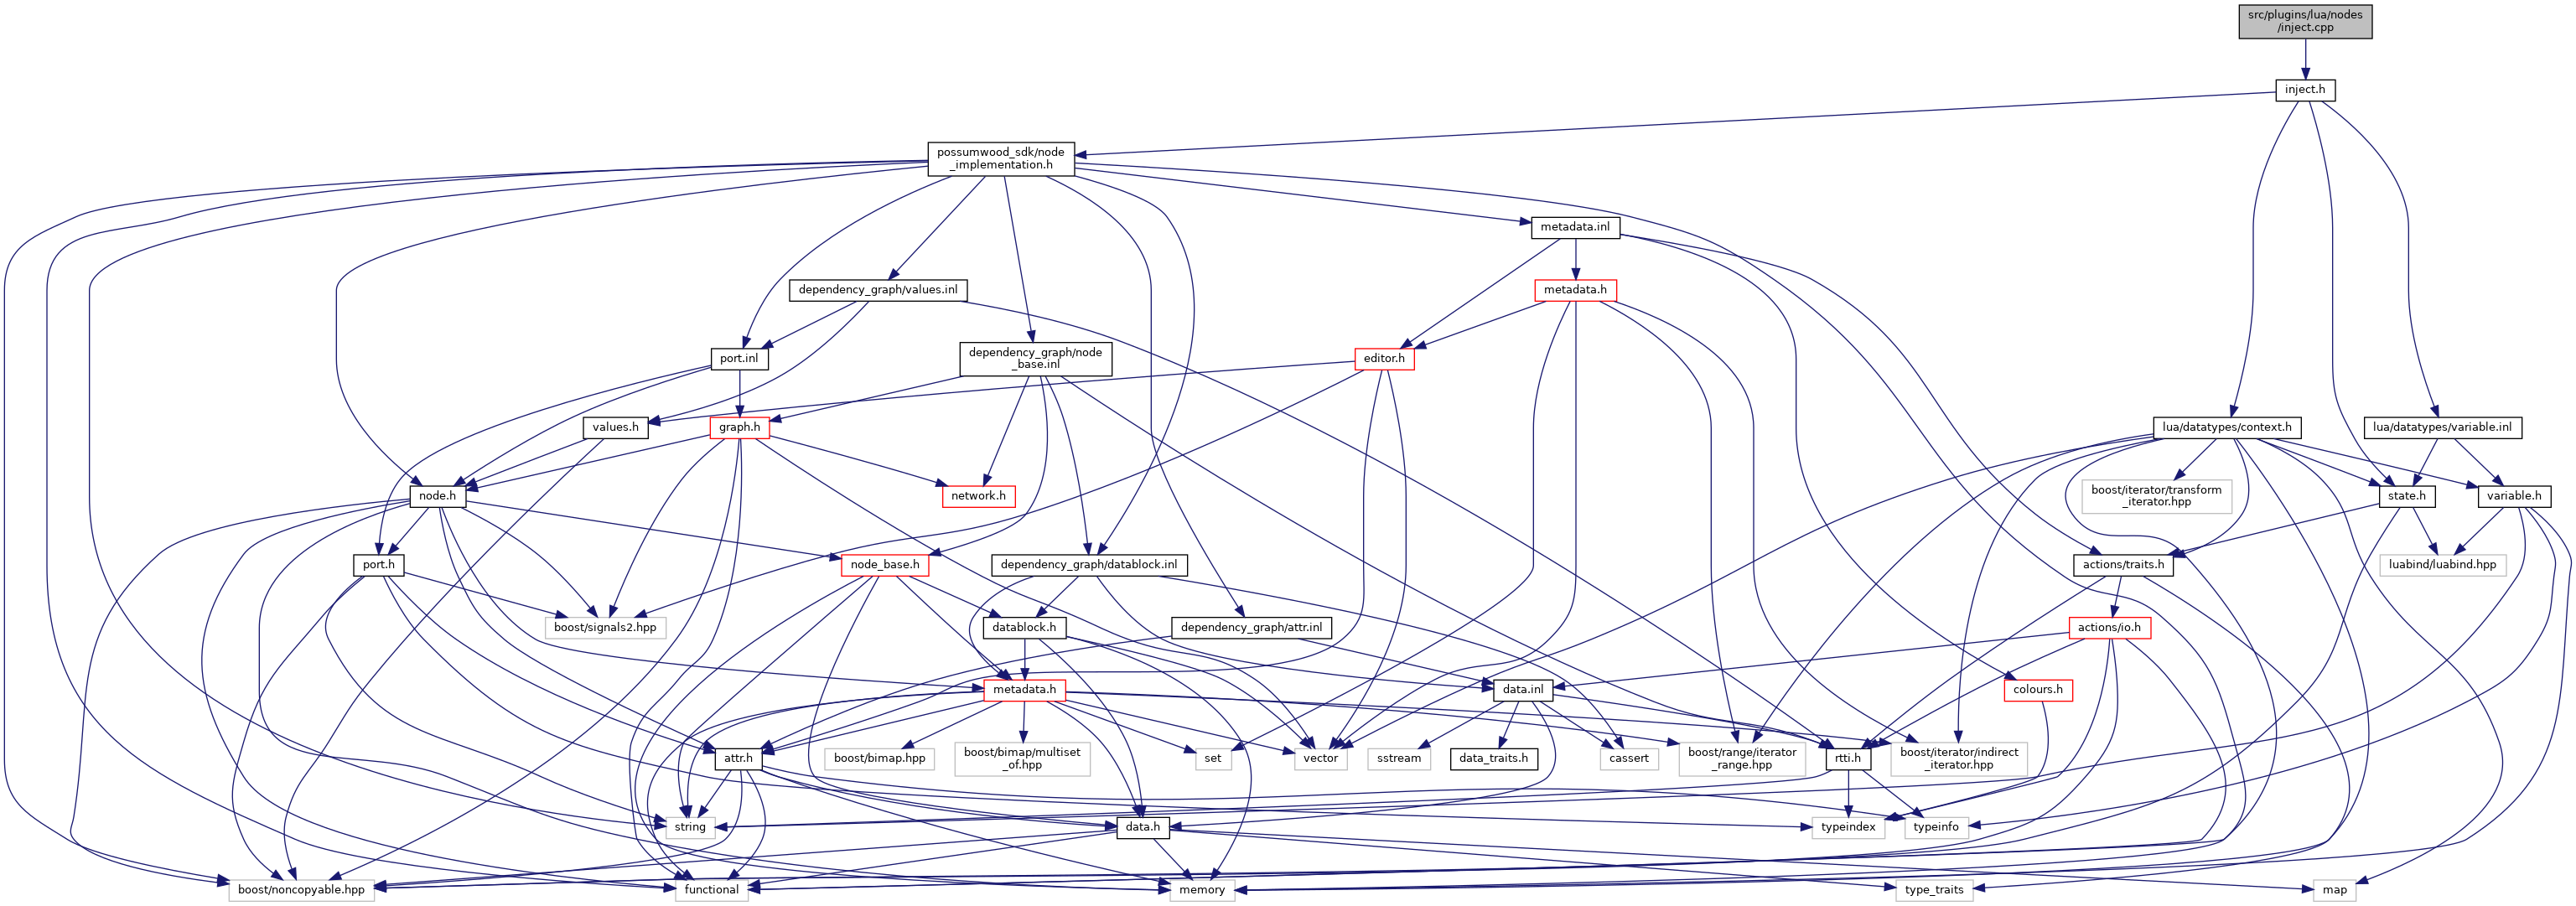 src/plugins/lua/nodes
/inject.cpp
inject.h
possumwood_sdk/node
_implementation.h
metadata.inl
dependency_graph/values.inl
metadata.h
port.inl
dependency_graph/node
_base.inl
editor.h
values.h
graph.h
lua/datatypes/context.h
lua/datatypes/variable.inl
node.h
network.h
boost/iterator/transform
_iterator.hpp
state.h
variable.h
port.h
node_base.h
dependency_graph/datablock.inl
actions/traits.h
luabind/luabind.hpp
boost/signals2.hpp
datablock.h
dependency_graph/attr.inl
actions/io.h
metadata.h
data.inl
colours.h
attr.h
boost/bimap.hpp
boost/bimap/multiset
_of.hpp
set
vector
sstream
data_traits.h
cassert
boost/range/iterator
_range.hpp
rtti.h
boost/iterator/indirect
_iterator.hpp
string
data.h
typeindex
typeinfo
boost/noncopyable.hpp
functional
memory
type_traits
map